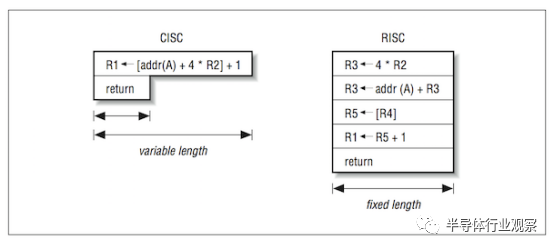 CISC
R1 ← [addr(A) + 4 * R2] + 1
return
variable length
RISC
R3 ← 4 * R2
R3 ← addr (A) + R3
R5 ← [R4]
R1 ← R5 + 1
return
fixed length
半导体行业观察